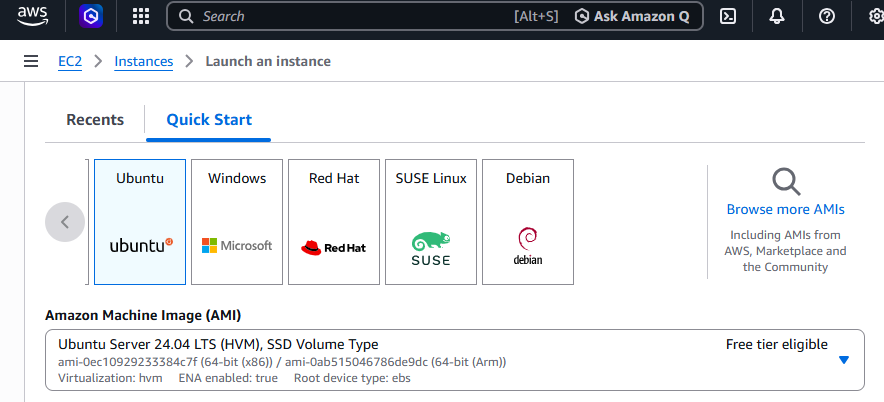 aws
Search [Alt+S] Ask Amazon Q
EC2 > Instances > Launch an instance
Recents Quick Start
Ubuntu Windows Red Hat SUSE Linux Debian
ubuntu Microsoft Red Hat SUSE debian
Browse more AMIs
Including AMIs from
AWS, Marketplace and
the Community
Amazon Machine Image (AMI)
Ubuntu Server 24.04 LTS (HVM), SSD Volume Type Free tier eligible
ami-0ec10929233384c7f (64-bit (x86)) / ami-0ab515046786de9dc (64-bit (Arm))
Virtualization: hvm ENA enabled: true Root device type: ebs